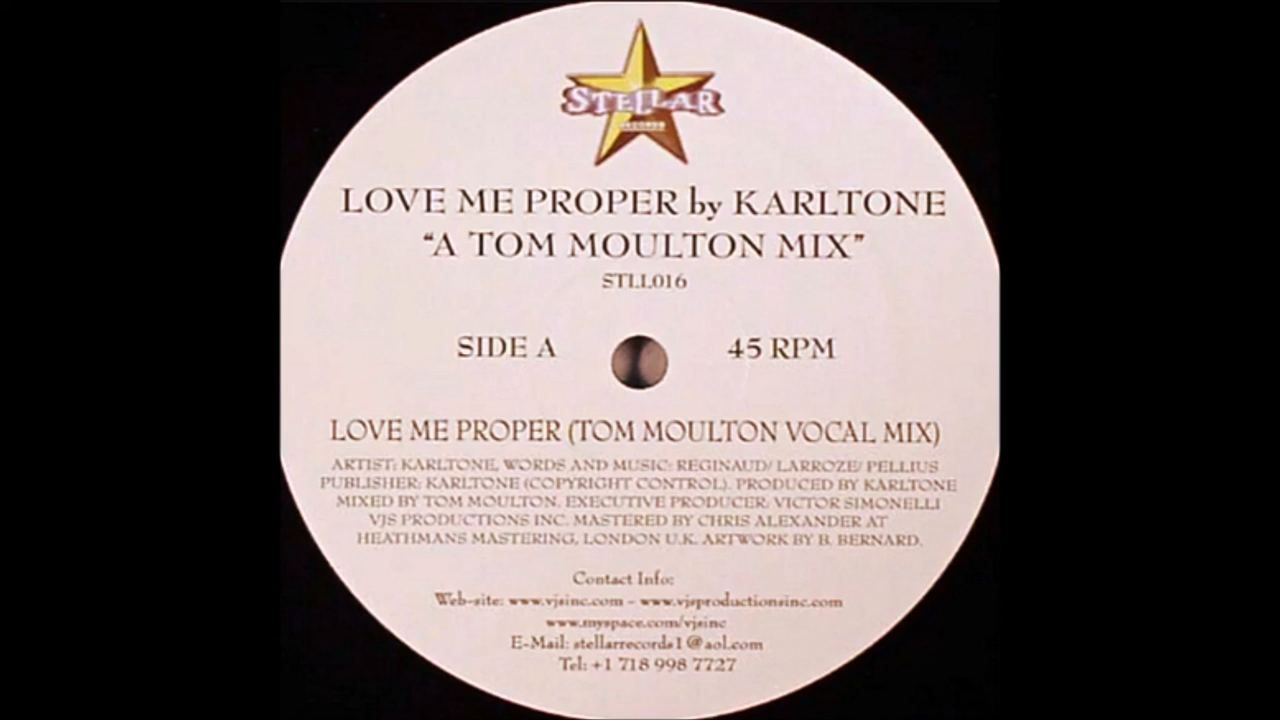 STELLAR
RECORDS
LOVE ME PROPER by KARLTONE
“A TOM MOULTON MIX”
STLL016
SIDE A 45 RPM
LOVE ME PROPER (TOM MOULTON VOCAL MIX)
ARTIST: KARLTONE, WORDS AND MUSIC: REGINAUD/ LARROZE/ PELLIUS
PUBLISHER: KARLTONE (COPYRIGHT CONTROL). PRODUCED BY KARLTONE
MIXED BY TOM MOULTON. EXECUTIVE PRODUCER: VICTOR SIMONELLI
VJS PRODUCTIONS INC. MASTERED BY CHRIS ALEXANDER AT
HEATHMANS MASTERING, LONDON U.K. ARTWORK BY B. BERNARD.
Contact Info:
Web-site: www.vjsinc.com - www.vjsproductionsinc.com
www.myspace.com/vjsinc
E-Mail: stellarrecords1@aol.com
Tel: +1 718 998 7727